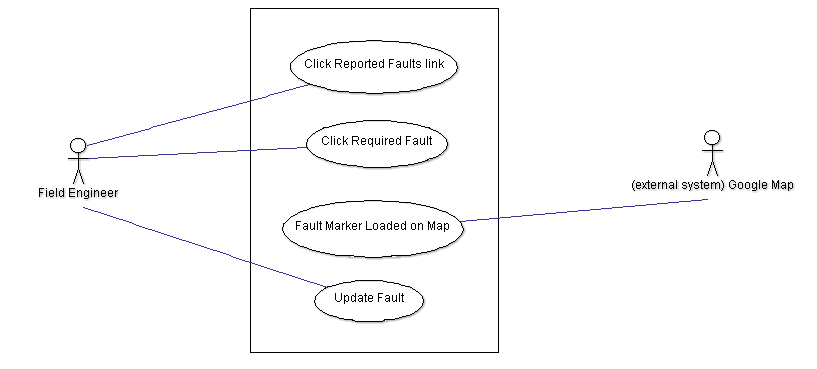 Click Reported Faults link
Click Required Fault
Field Engineer
(external system) Google Map
Fault Marker Loaded on Map
Update Fault